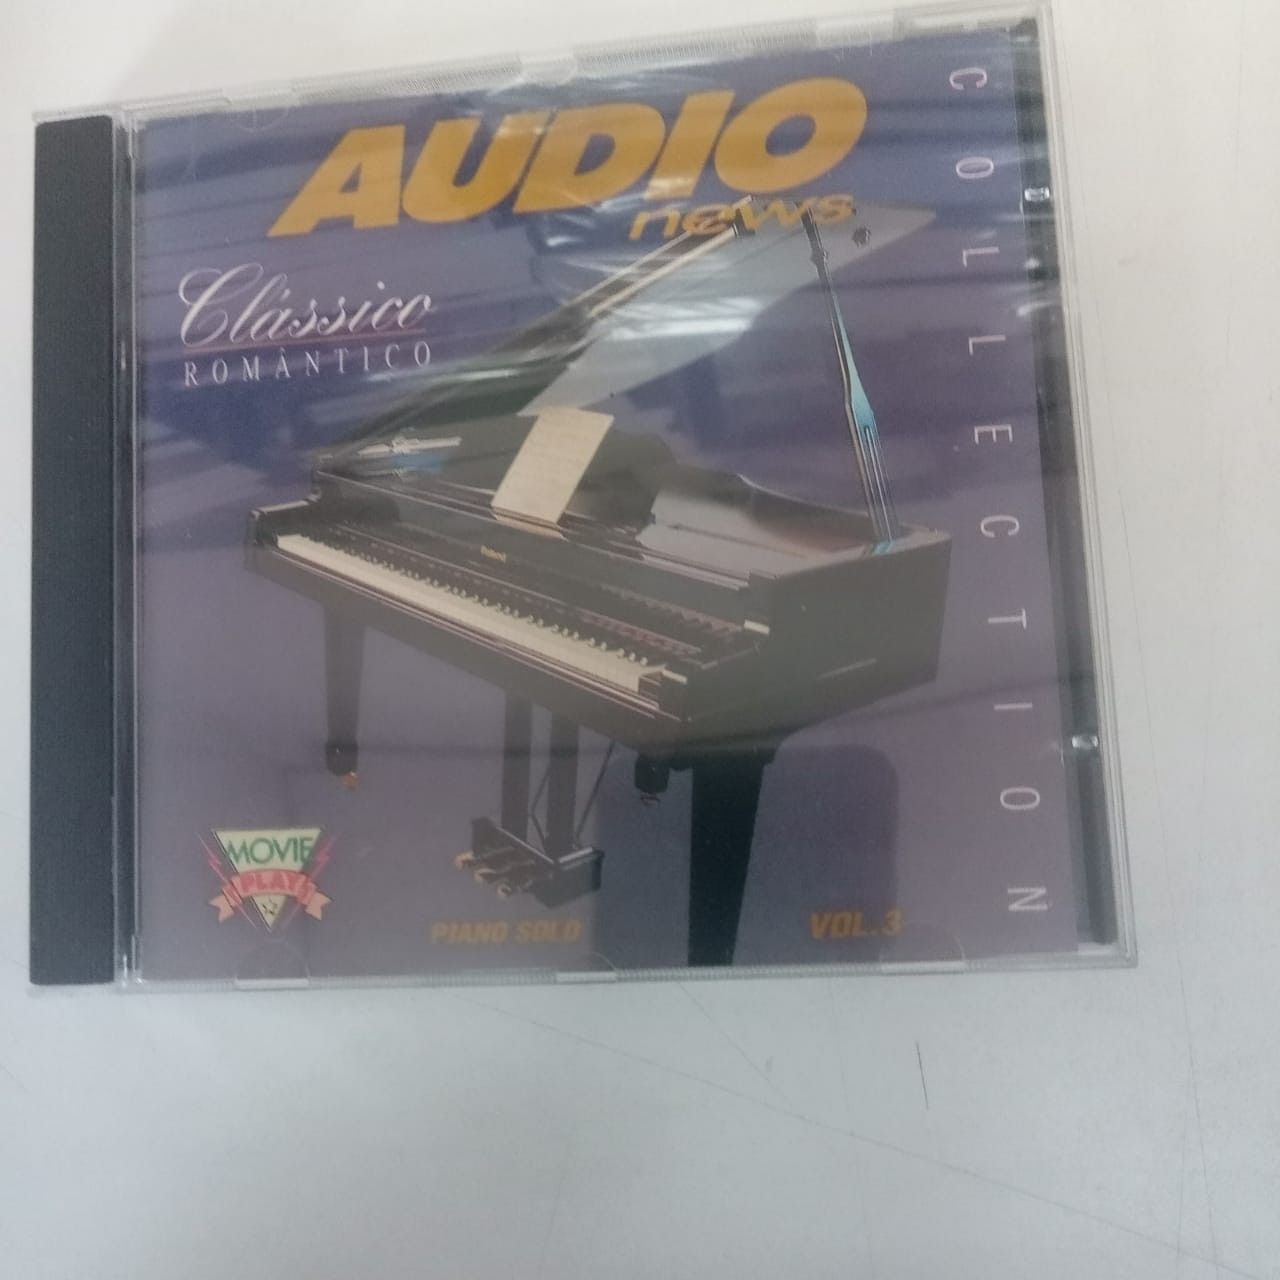 AUDIO
news
Clássico
ROMÂNTICO
COLLECTION
MOVIE
PLAY
PIANO SOLO
VOL.3